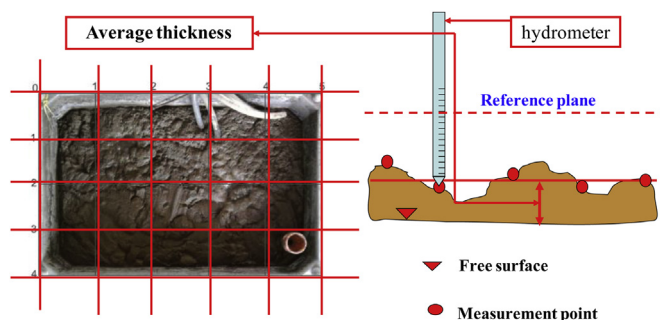 Average thickness
hydrometer
Reference plane
0 1 2 3 4 5
1
2
3
4
Free surface
Measurement point